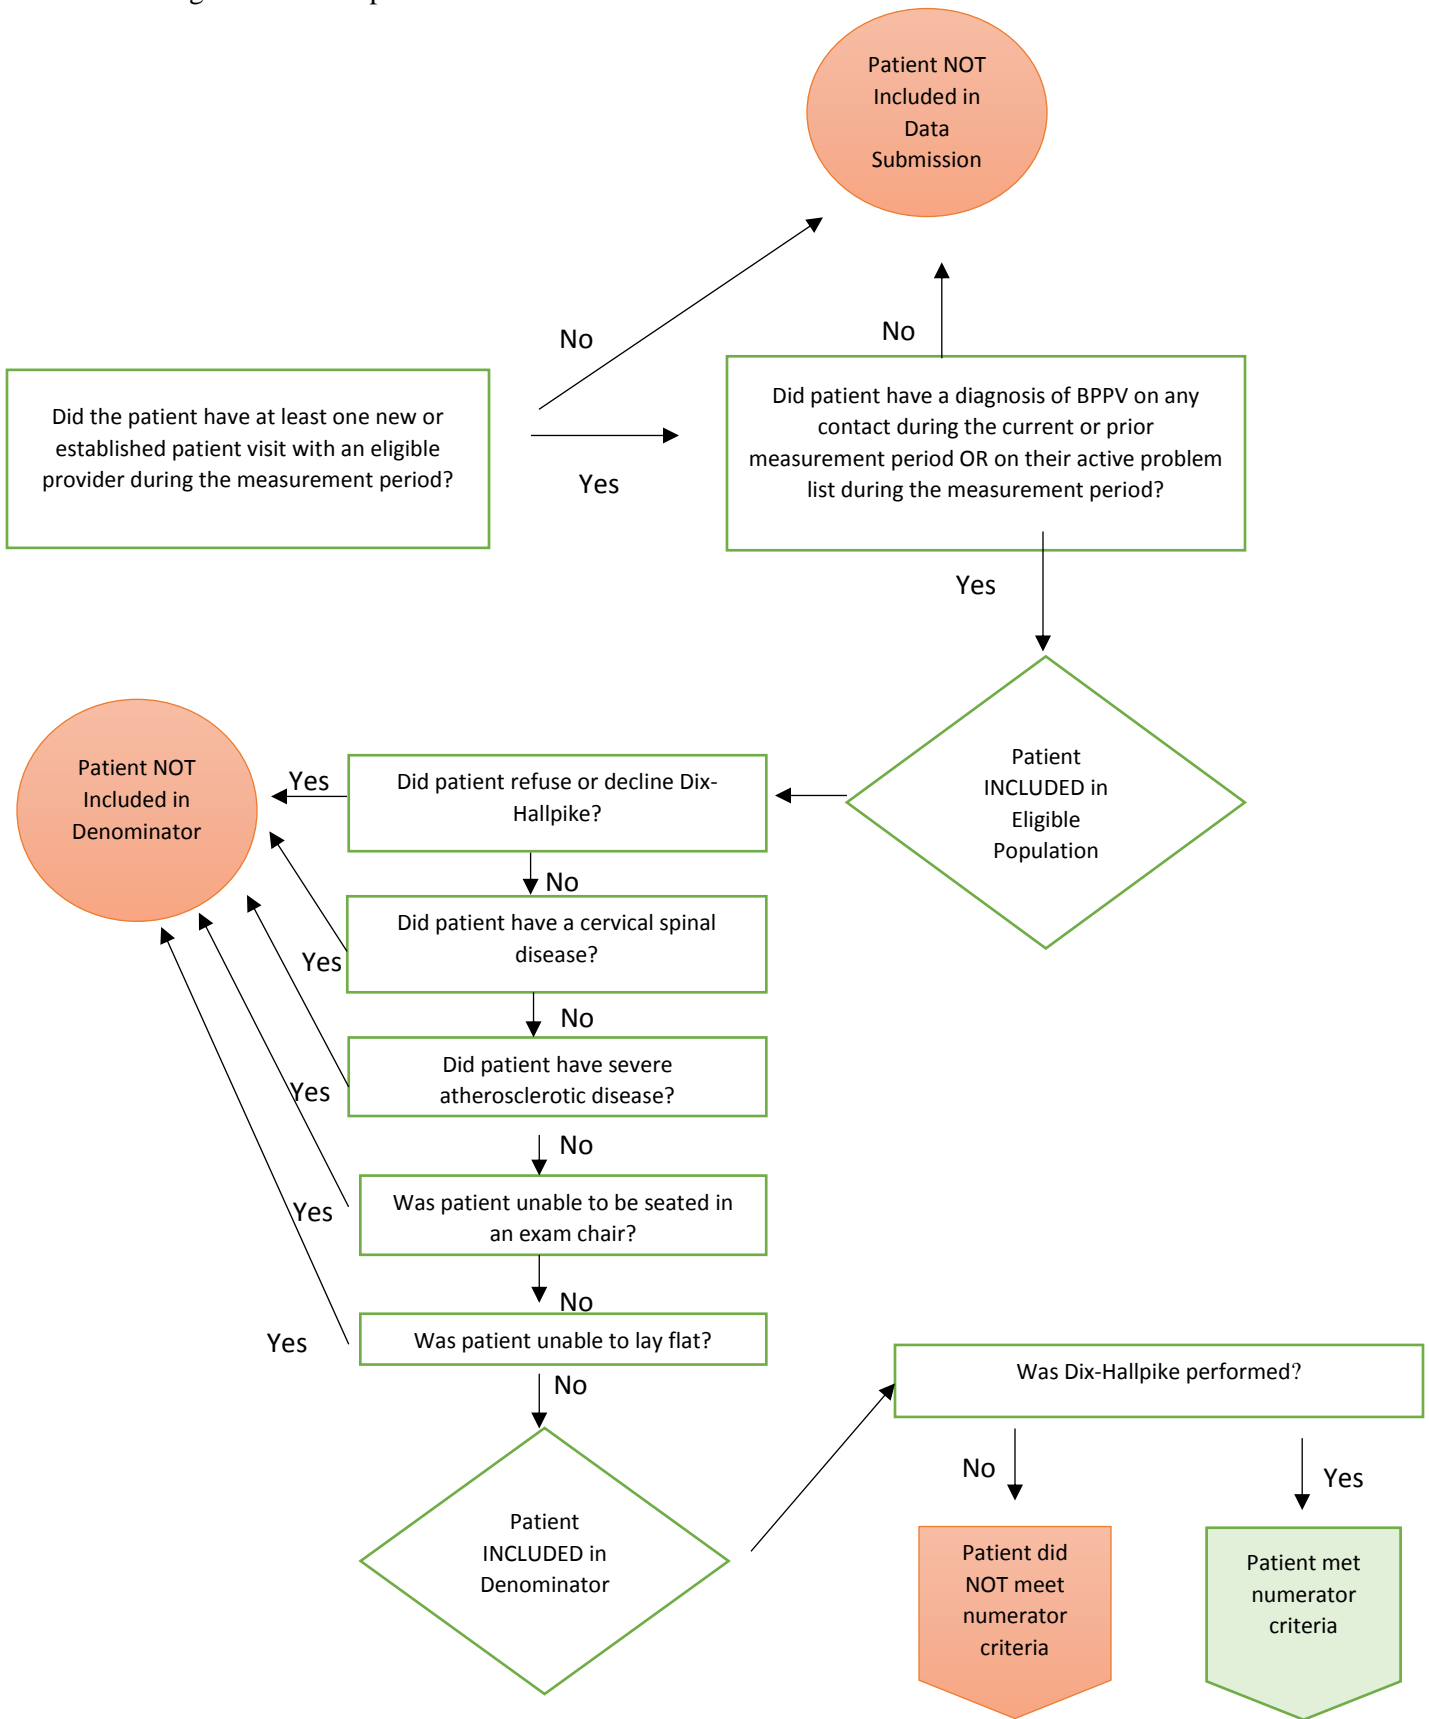 Patient NOT
Included in
Data
Submission
No
No
Did the patient have at least one new or
established patient visit with an eligible
provider during the measurement period?
Yes
Did patient have a diagnosis of BPPV on any
contact during the current or prior
measurement period OR on their active problem
list during the measurement period?
Yes
Patient
INCLUDED in
Eligible
Population
Patient NOT
Included in
Denominator
Yes
Did patient refuse or decline Dix-
Hallpike?
No
Did patient have a cervical spinal
disease?
Yes
No
Did patient have severe
atherosclerotic disease?
Yes
No
Was patient unable to be seated in
an exam chair?
Yes
No
Was patient unable to lay flat?
Yes
No
Patient
INCLUDED in
Denominator
Was Dix-Hallpike performed?
No
Yes
Patient did
NOT meet
numerator
criteria
Patient met
numerator
criteria